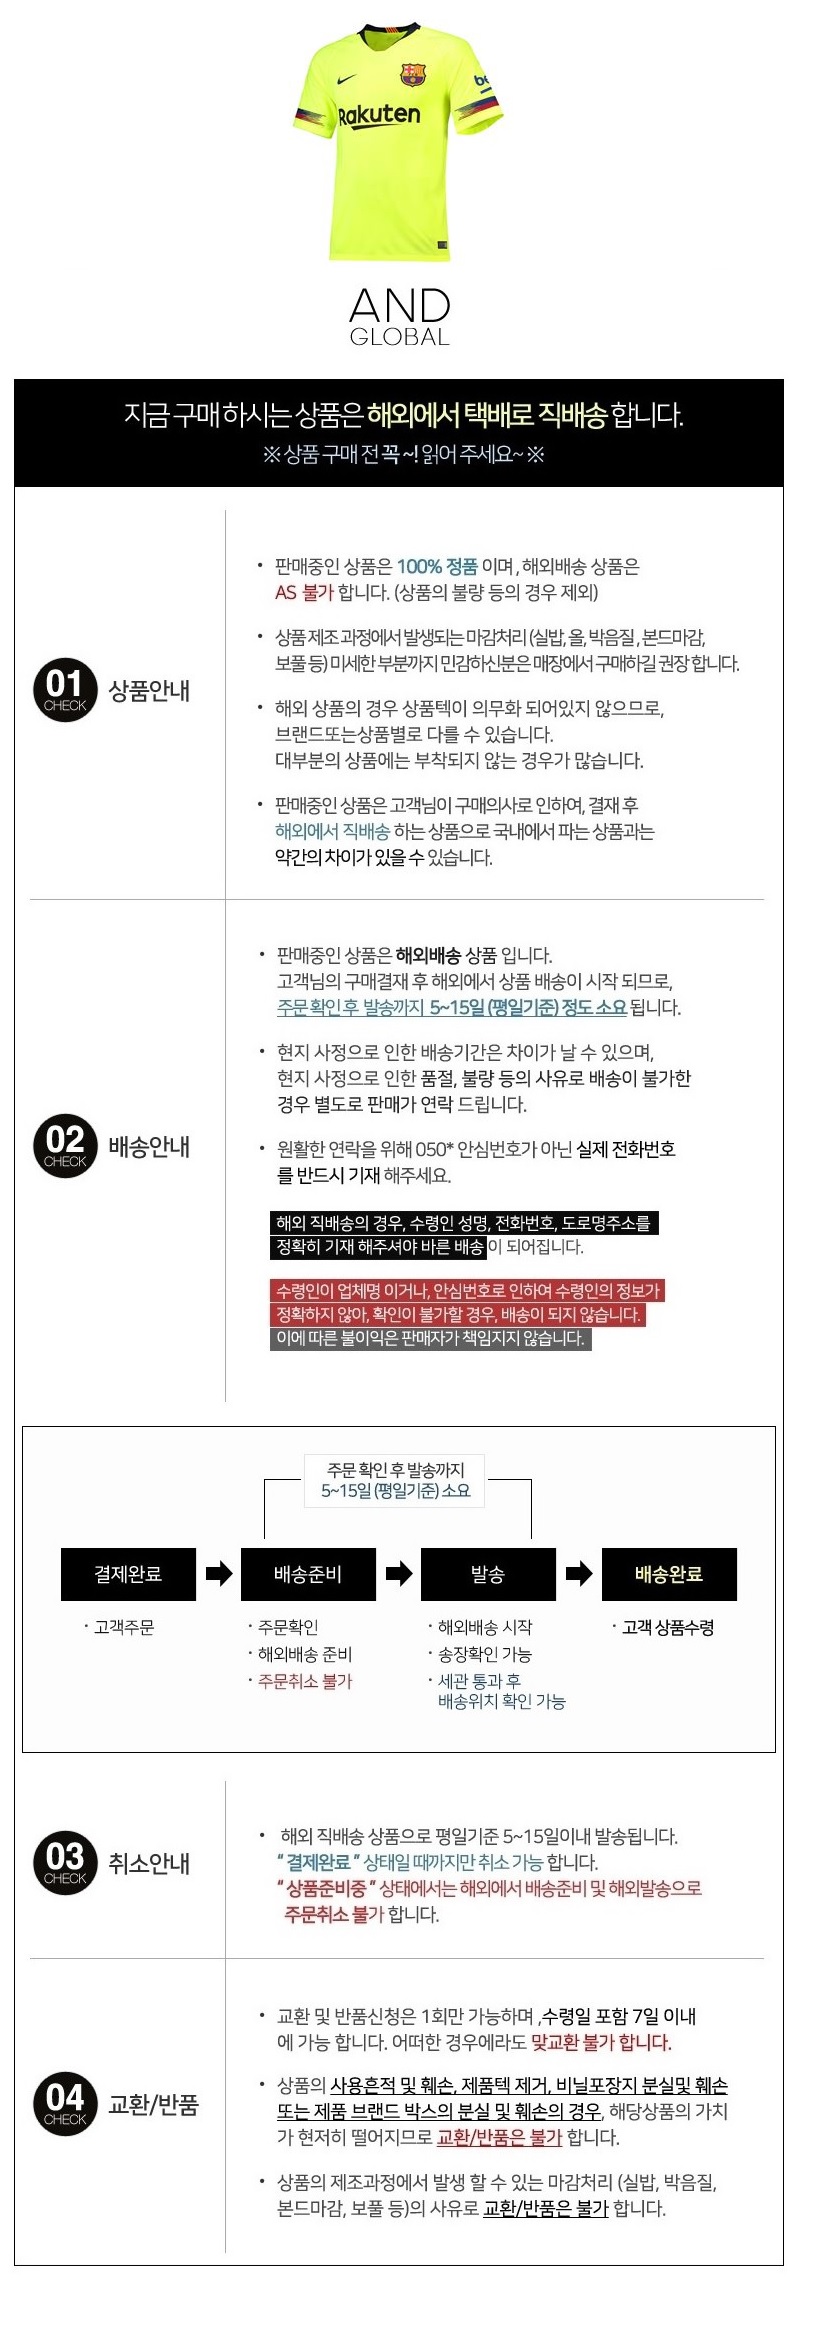 Rakuten
be
AND
GLOBAL
지금 구매 하시는 상품은 해외에서 택배로 직배송 합니다.
※ 상품 구매 전 꼭 ~! 읽어 주세요~ ※
01
CHECK
상품안내
• 판매중인 상품은 100% 정품 이며, 해외배송 상품은
AS 불가 합니다. (상품의 불량 등의 경우 제외)
• 상품 제조 과정에서 발생되는 마감처리 (실밥, 올, 박음질, 본드마감,
보풀 등) 미세한 부분까지 민감하신분은 매장에서 구매하길 권장 합니다.
• 해외 상품의 경우 상품텍이 의무화 되어있지 않으므로,
브랜드또는상품별로 다를 수 있습니다.
대부분의 상품에는 부착되지 않는 경우가 많습니다.
• 판매중인 상품은 고객님이 구매의사로 인하여, 결재 후
해외에서 직배송 하는 상품으로 국내에서 파는 상품과는
약간의 차이가 있을 수 있습니다.
02
CHECK
배송안내
• 판매중인 상품은 해외배송 상품 입니다.
고객님의 구매결재 후 해외에서 상품 배송이 시작 되므로,
주문 확인 후 발송까지 5~15일 (평일기준) 정도 소요 됩니다.
• 현지 사정으로 인한 배송기간은 차이가 날 수 있으며,
현지 사정으로 인한 품절, 불량 등의 사유로 배송이 불가한
경우 별도로 판매가 연락 드립니다.
• 원활한 연락을 위해 050* 안심번호가 아닌 실제 전화번호
를 반드시 기재 해주세요.
해외 직배송의 경우, 수령인 성명, 전화번호, 도로명주소를
정확히 기재 해주셔야 바른 배송이 되어집니다.
수령인이 업체명 이거나, 안심번호로 인하여 수령인의 정보가
정확하지 않아, 확인이 불가할 경우, 배송이 되지 않습니다.
이에 따른 불이익은 판매자가 책임지지 않습니다.
주문 확인 후 발송까지
5~15일 (평일기준) 소요
결제완료
배송준비
발송
배송완료
· 고객주문
· 주문확인
· 해외배송 준비
· 주문취소 불가
· 해외배송 시작
· 송장확인 가능
· 세관 통과 후
배송위치 확인 가능
· 고객 상품수령
03
CHECK
취소안내
• 해외 직배송 상품으로 평일기준 5~15일이내 발송됩니다.
“ 결제완료 ” 상태일 때까지만 취소 가능 합니다.
“ 상품준비중 ” 상태에서는 해외에서 배송준비 및 해외발송으로
주문취소 불가 합니다.
04
CHECK
교환/반품
• 교환 및 반품신청은 1회만 가능하며 ,수령일 포함 7일 이내
에 가능 합니다. 어떠한 경우에라도 맞교환 불가 합니다.
• 상품의 사용흔적 및 훼손, 제품텍 제거, 비닐포장지 분실및 훼손
또는 제품 브랜드 박스의 분실 및 훼손의 경우, 해당상품의 가치
가 현저히 떨어지므로 교환/반품은 불가 합니다.
• 상품의 제조과정에서 발생 할 수 있는 마감처리 (실밥, 박음질,
본드마감, 보풀 등)의 사유로 교환/반품은 불가 합니다.